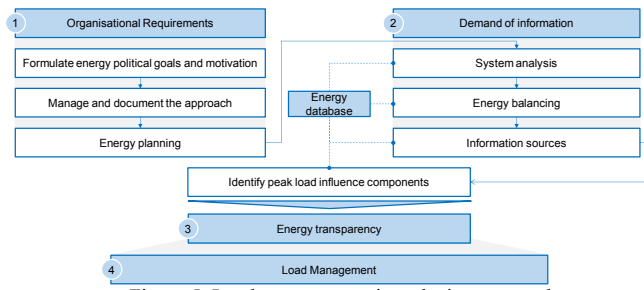 1 Organisational Requirements
Formulate energy political goals and motivation
Manage and document the approach
Energy planning
2 Demand of information
System analysis
Energy balancing
Information sources
Energy
database
Identify peak load influence components
3 Energy transparency
4 Load Management